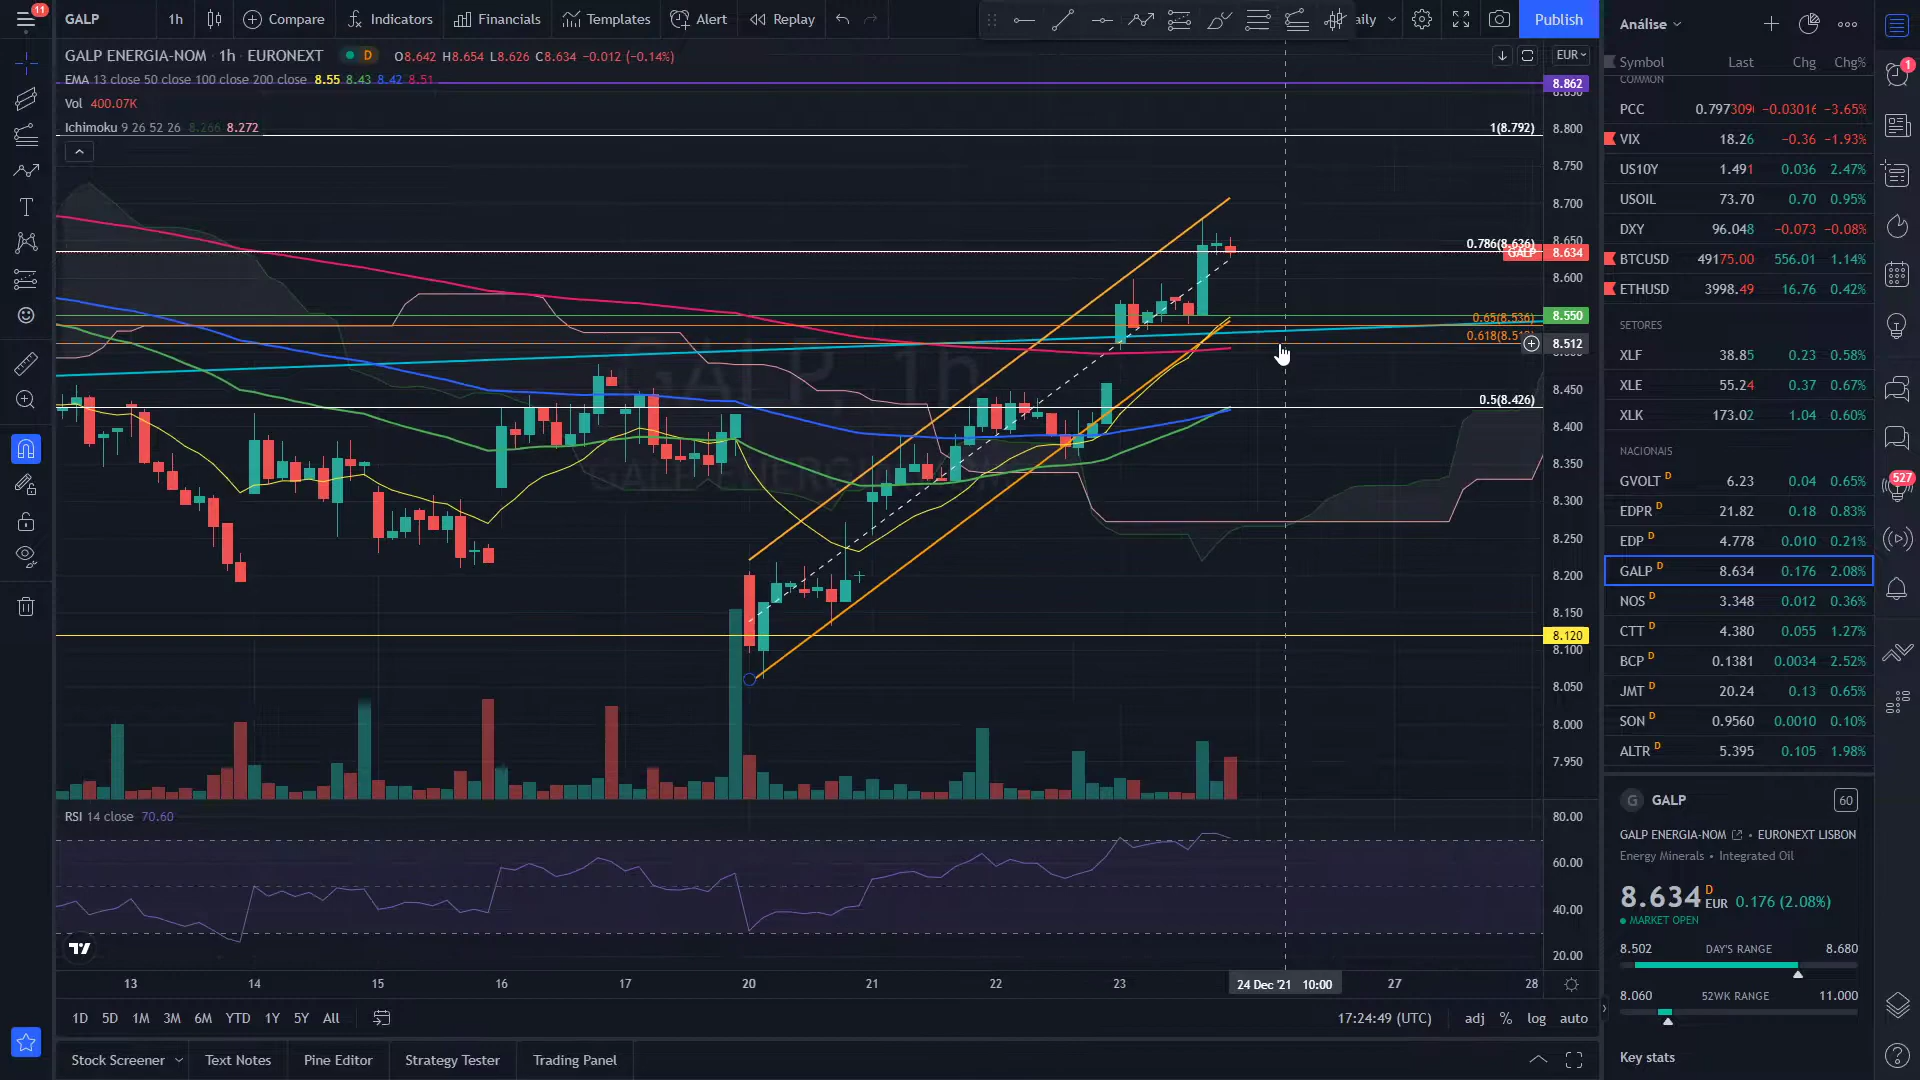 11
GALP 1h Compare Indicators Financials Templates Alert Replay aily Publish
GALP ENERGIA-NOM · 1h · EURONEXT D O8.642 H8.654 L8.626 C8.634 -0.012 (-0.14%)
EUR
EMA 13 close 50 close 100 close 200 close 8.55 8.43 8.42 8.51
Vol 400.07K
Ichimoku 9 26 52 26 8.266 8.272
GALP, 1h
GALP ENERGIA-NOM
1(8.792)
0.786(8.636)
GALP
0.65(8.536)
0.5(8.426)
8.862
8.800
8.750
8.700
8.650
8.634
8.600
8.550
8.512
8.450
8.400
8.350
8.300
8.250
8.200
8.150
8.120
8.100
8.050
8.000
7.950
RSI 14 close 70.60
80.00
60.00
40.00
20.00
13 14 15 16 17 20 21 22 23 24 Dec '21 10:00 27 28
1D 5D 1M 3M 6M YTD 1Y 5Y All 17:24:49 (UTC) adj % log auto
Stock Screener Text Notes Pine Editor Strategy Tester Trading Panel
Análise
Symbol Last Chg Chg%
COMMON
PCC 0.797309 -0.03016 -3.65%
VIX 18.26 -0.36 -1.93%
US10Y 1.491 0.036 2.47%
USOIL 73.70 0.70 0.95%
DXY 96.048 -0.073 -0.08%
BTCUSD 49175.00 556.01 1.14%
ETHUSD 3998.49 16.76 0.42%
SETORES
XLF 38.85 0.23 0.58%
XLE 55.24 0.37 0.67%
XLK 173.02 1.04 0.60%
NACIONAIS
GVOLT D 6.23 0.04 0.65%
EDPR D 21.82 0.18 0.83%
EDP D 4.778 0.010 0.21%
GALP D 8.634 0.176 2.08%
NOS D 3.348 0.012 0.36%
CTT D 4.380 0.055 1.27%
BCP D 0.1381 0.0034 2.52%
JMT D 20.24 0.13 0.65%
SON D 0.9560 0.0010 0.10%
ALTR D 5.395 0.105 1.98%
G GALP 60
GALP ENERGIA-NOM • EURONEXT LISBON
Energy Minerals • Integrated Oil
8.634 D EUR 0.176 (2.08%)
MARKET OPEN
8.502 DAY'S RANGE 8.680
8.060 52WK RANGE 11.000
Key stats
1
527